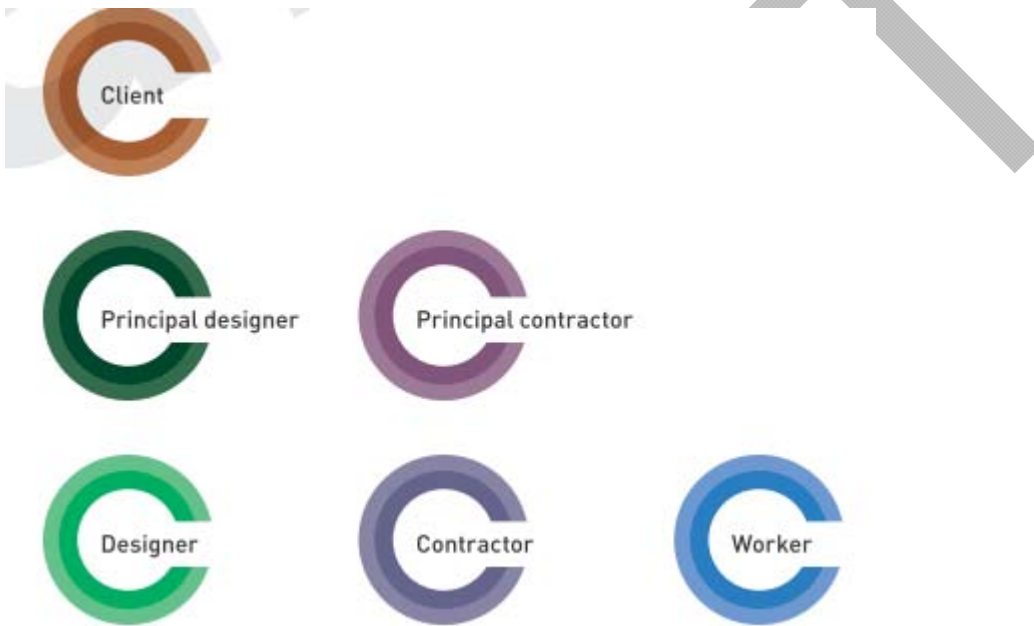 Client
Principal designer
Principal contractor
Designer
Contractor
Worker